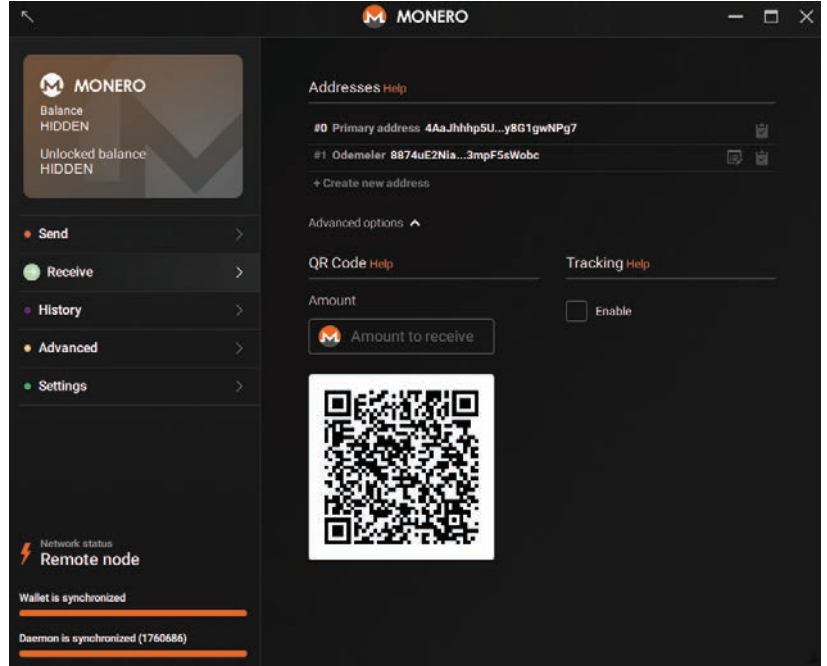 MONERO
MONERO
Balance
HIDDEN
Unlocked balance
HIDDEN
Send
Receive
History
Advanced
Settings
Network status
Remote node
Wallet is synchronized
Daemon is synchronized (1760686)
Addresses Help
#0 Primary address 4AaJhhhp5U...y8G1gwNPg7
#1 Odemeler 8874uE2Nia...3mpF5sWobc
+ Create new address
Advanced options
QR Code Help
Amount
Amount to receive
Tracking Help
Enable